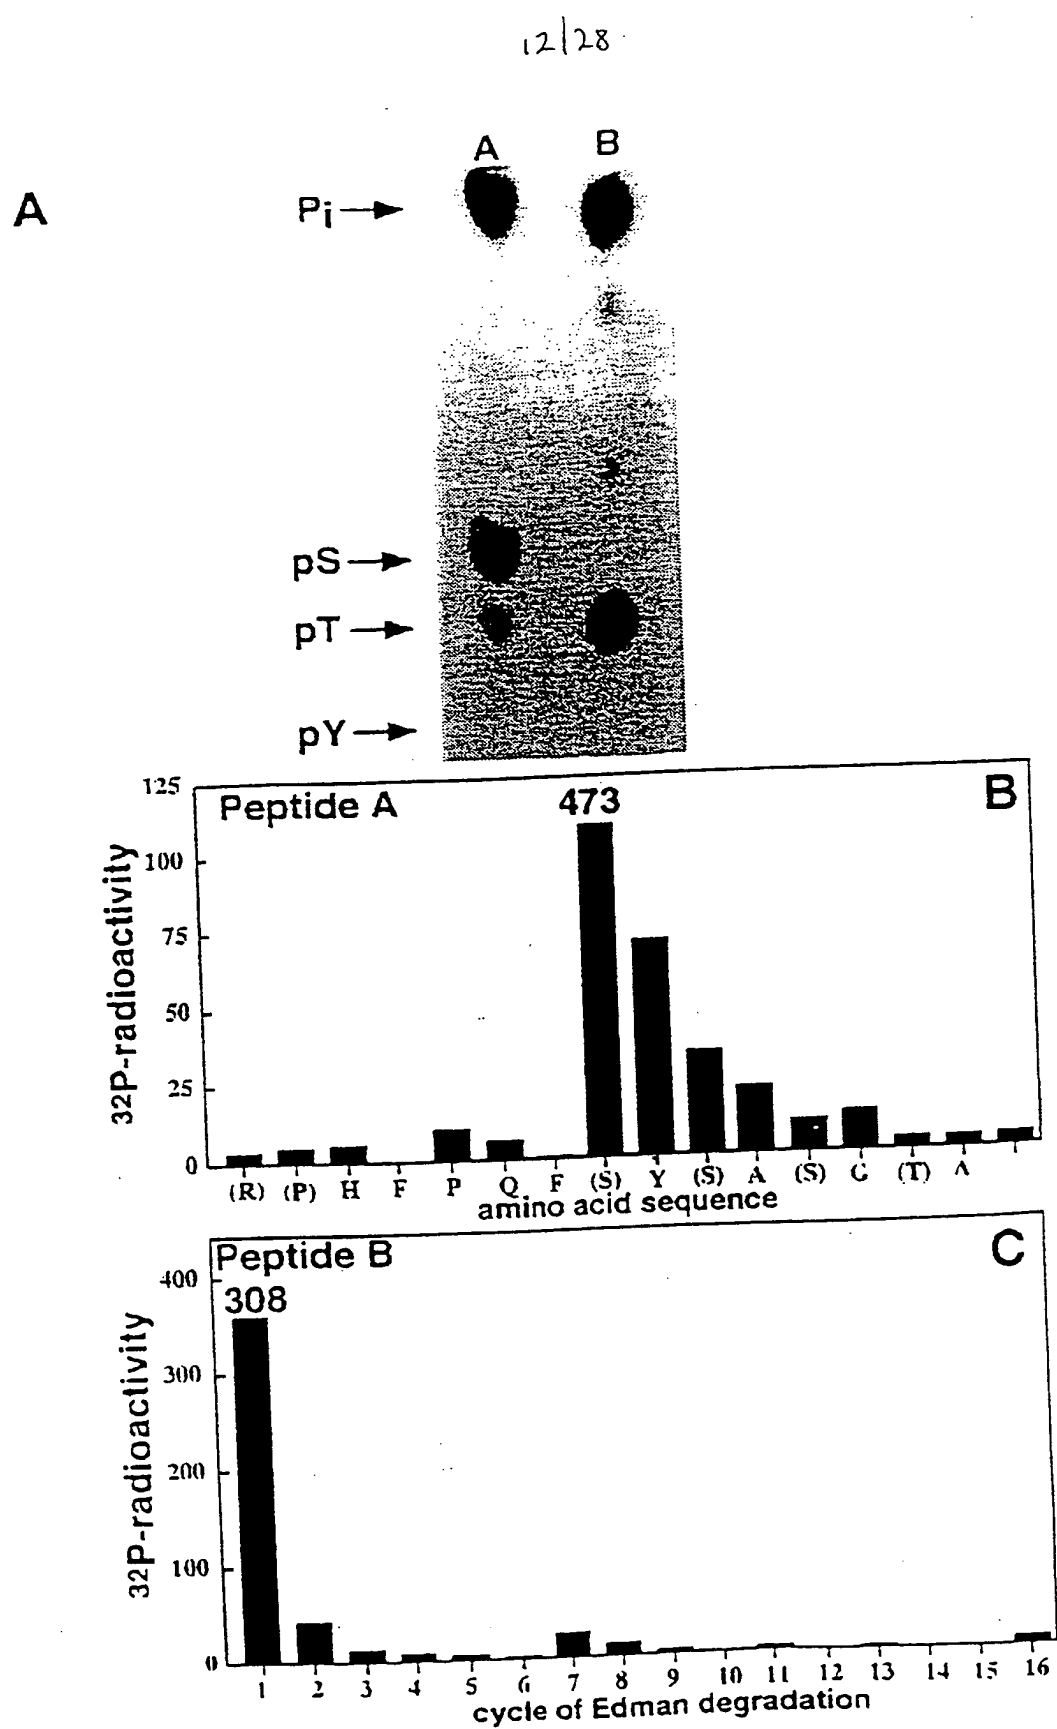 12/28
A B
A
Pi
pS
pT
pY
125
Peptide A
473
B
100
75
50
25
0
32P-radioactivity
(R) (P) H F P Q F (S) Y (S) A (S) G (T) A
amino acid sequence
Peptide B
C
400
308
300
200
100
0
32P-radioactivity
1 2 3 4 5 6 7 8 9 10 11 12 13 14 15 16
cycle of Edman degradation